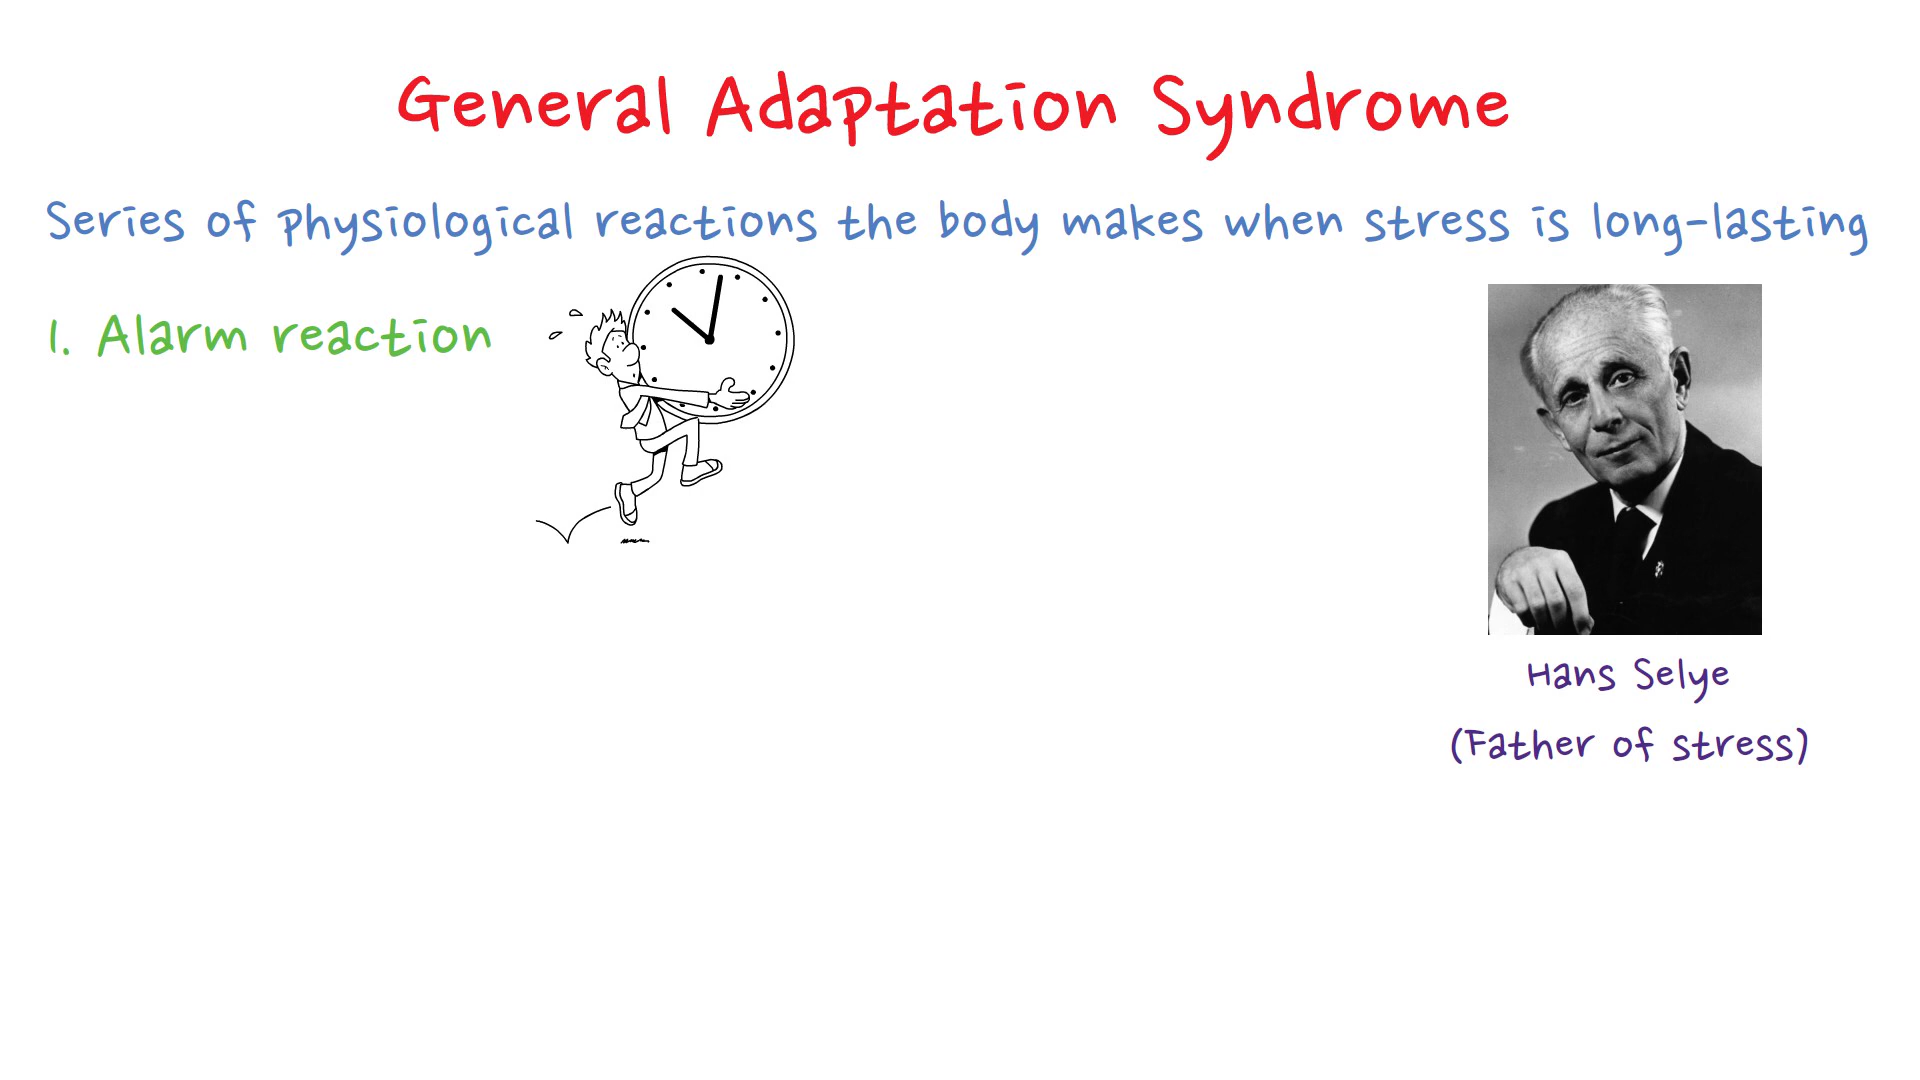 General Adaptation Syndrome
Series of physiological reactions the body makes when stress is long-lasting
1. Alarm reaction
Hans Selye
(Father of stress)